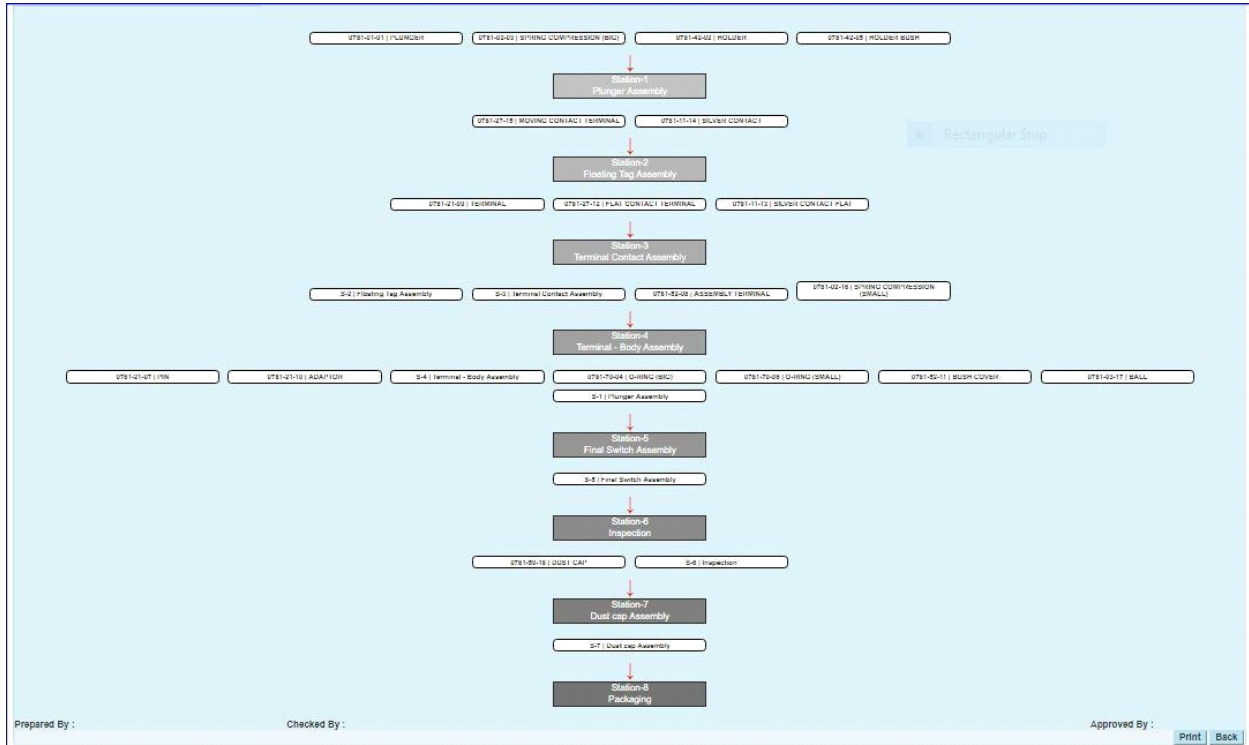 0781-01-01 | PLUNGER
0781-02-03 | SPRING COMPRESSION (BIG)
0781-42-02 | HOLDER
0781-42-05 | HOLDER BUSH
Station-1
Plunger Assembly
0781-27-15 | MOVING CONTACT TERMINAL
0781-11-14 | SILVER CONTACT
Rectangular Snip
Station-2
Floating Tag Assembly
0781-21-09 | TERMINAL
0781-27-12 | FLAT CONTACT TERMINAL
0781-11-13 | SILVER CONTACT FLAT
Station-3
Terminal Contact Assembly
S-2 | Floating Tag Assembly
S-3 | Terminal Contact Assembly
0781-52-08 | ASSEMBLY TERMINAL
0781-02-16 | SPRING COMPRESSION
(SMALL)
Station-4
Terminal - Body Assembly
0781-21-07 | PIN
0781-21-10 | ADAPTOR
S-4 | Terminal - Body Assembly
0781-70-04 | O-RING (BIG)
0781-70-06 | O-RING (SMALL)
0781-52-11 | BUSH COVER
0781-03-17 | BALL
S-1 | Plunger Assembly
Station-5
Final Switch Assembly
S-5 | Final Switch Assembly
Station-6
Inspection
0781-59-18 | DUST CAP
S-6 | Inspection
Station-7
Dust cap Assembly
S-7 | Dust cap Assembly
Station-8
Packaging
Prepared By :
Checked By :
Approved By :
Print
Back